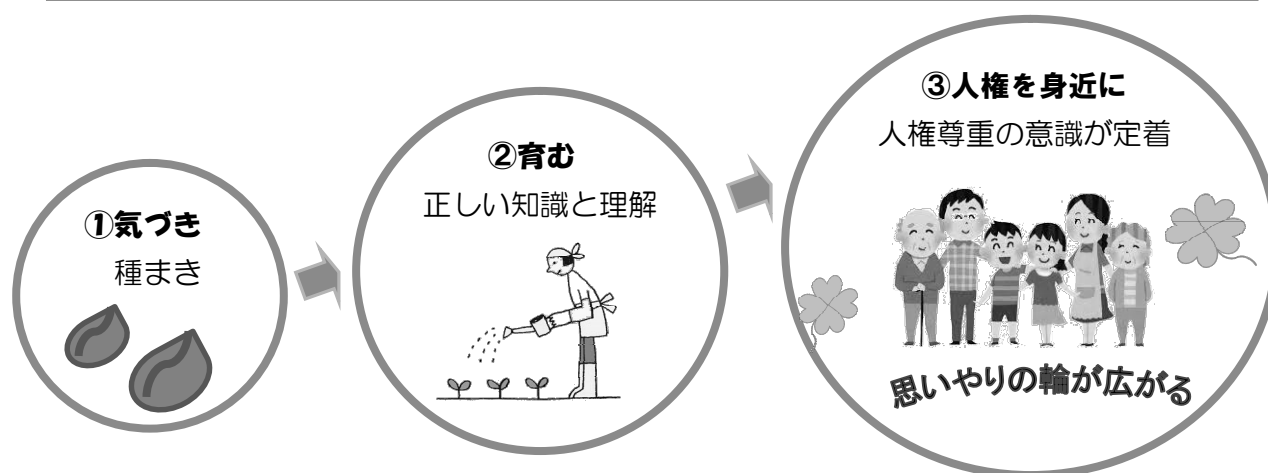 ①気づき
種まき
②育む
正しい知識と理解
③人権を身近に
人権尊重の意識が定着
思いやりの輪が広がる